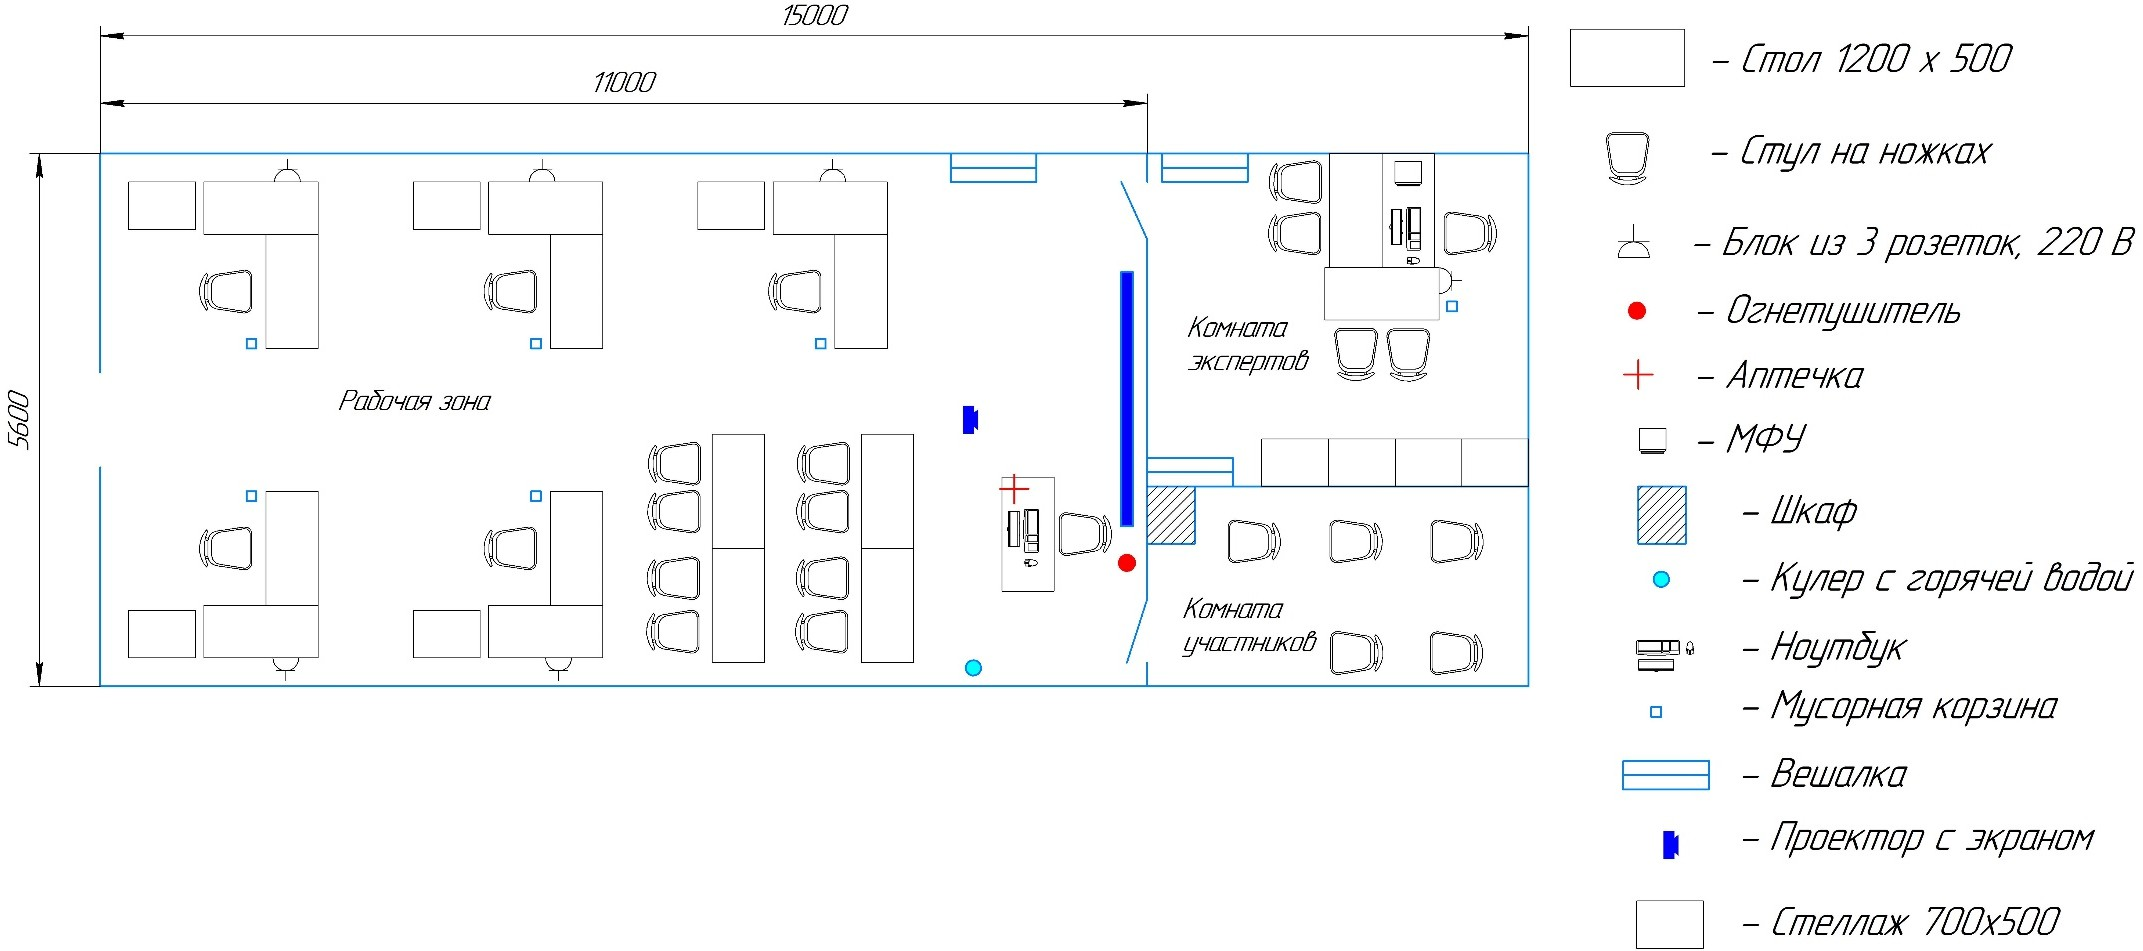 15000
11000
5600
Рабочая зона
Комната
экспертов
Комната
участников
– Стол 1200 х 500
– Стул на ножках
– Блок из 3 розеток, 220 В
– Огнетушитель
– Аптечка
– МФУ
– Шкаф
– Кулер с горячей водой
– Ноутбук
– Мусорная корзина
– Вешалка
– Проектор с экраном
– Стеллаж 700х500